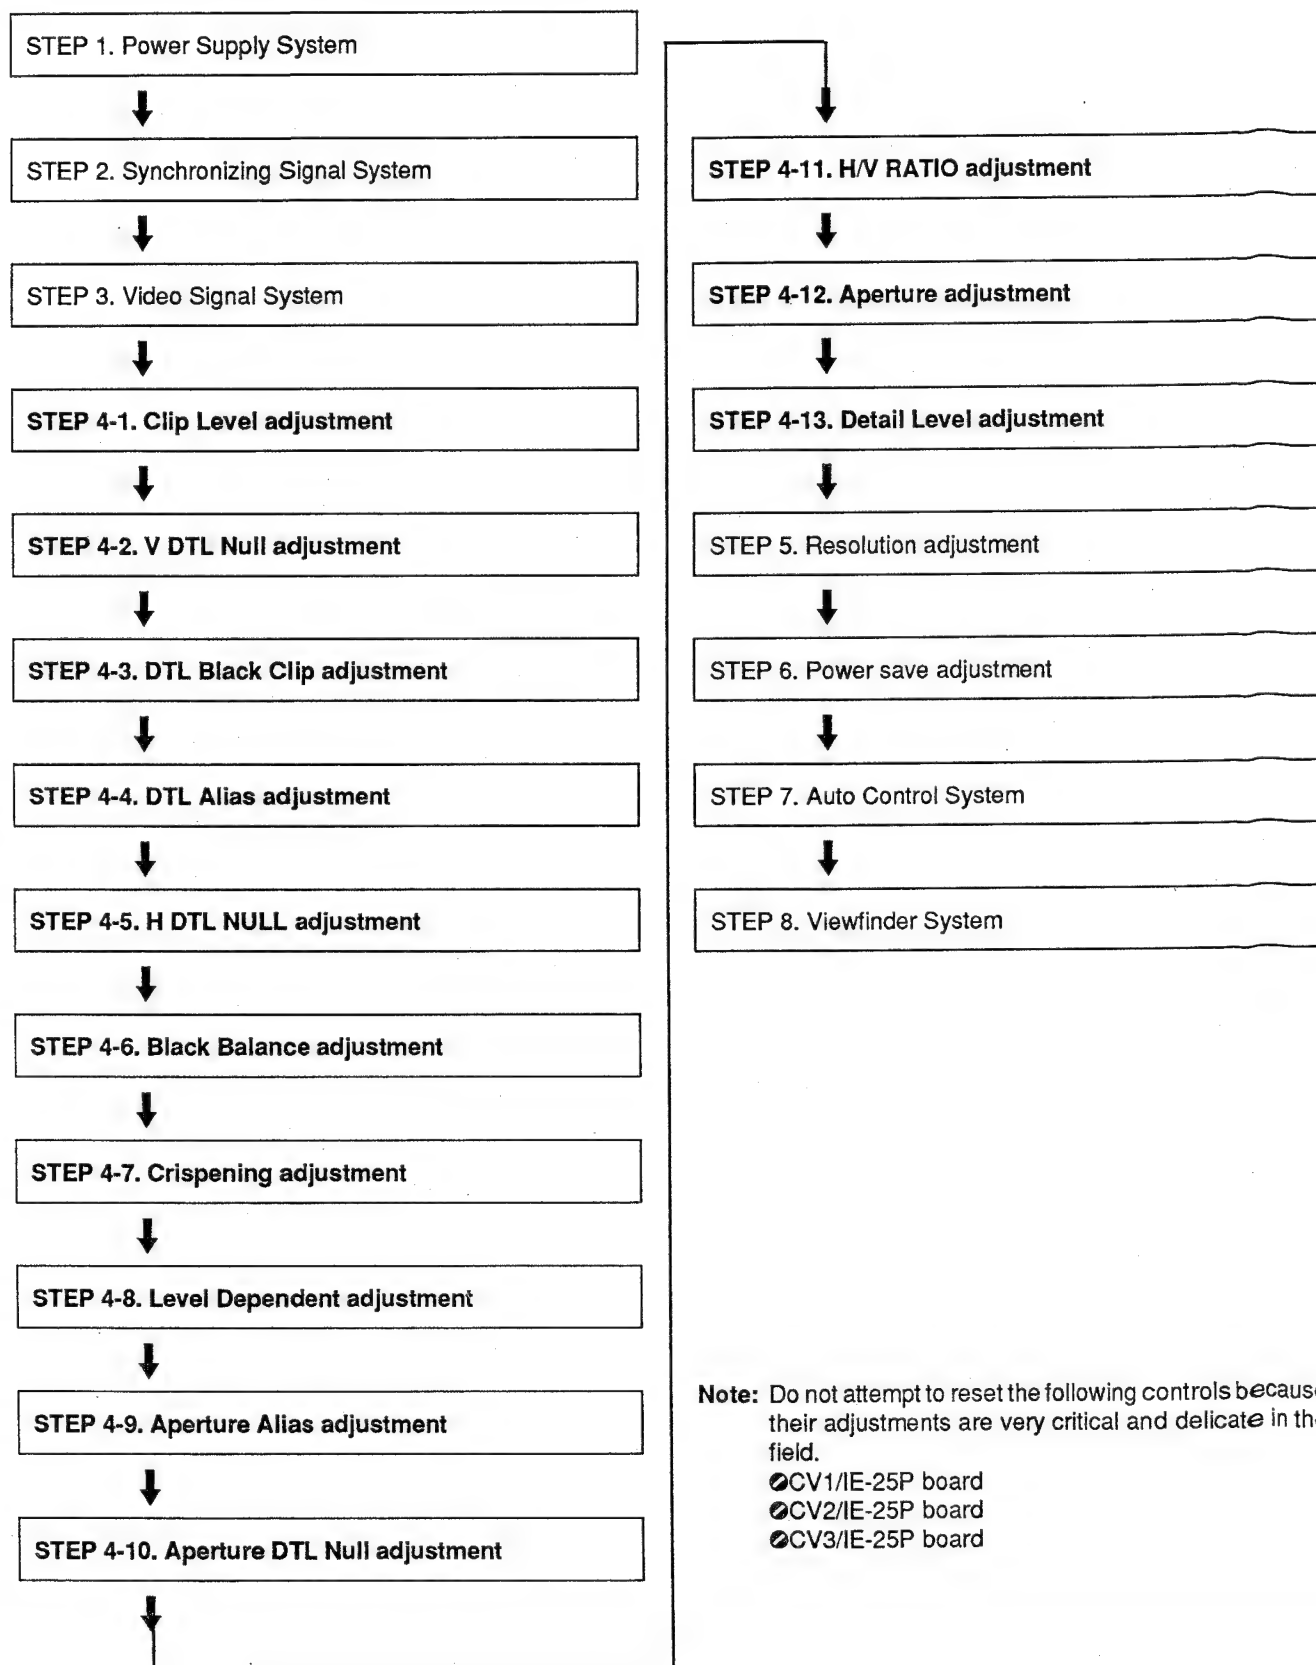 STEP 1. Power Supply System
STEP 2. Synchronizing Signal System
STEP 3. Video Signal System
STEP 4-1. Clip Level adjustment
STEP 4-2. V DTL Null adjustment
STEP 4-3. DTL Black Clip adjustment
STEP 4-4. DTL Alias adjustment
STEP 4-5. H DTL NULL adjustment
STEP 4-6. Black Balance adjustment
STEP 4-7. Crispening adjustment
STEP 4-8. Level Dependent adjustment
STEP 4-9. Aperture Alias adjustment
STEP 4-10. Aperture DTL Null adjustment
STEP 4-11. H/V RATIO adjustment
STEP 4-12. Aperture adjustment
STEP 4-13. Detail Level adjustment
STEP 5. Resolution adjustment
STEP 6. Power save adjustment
STEP 7. Auto Control System
STEP 8. Viewfinder System
Note: Do not attempt to reset the following controls because
their adjustments are very critical and delicate in th
field.
CV1/IE-25P board
CV2/IE-25P board
CV3/IE-25P board